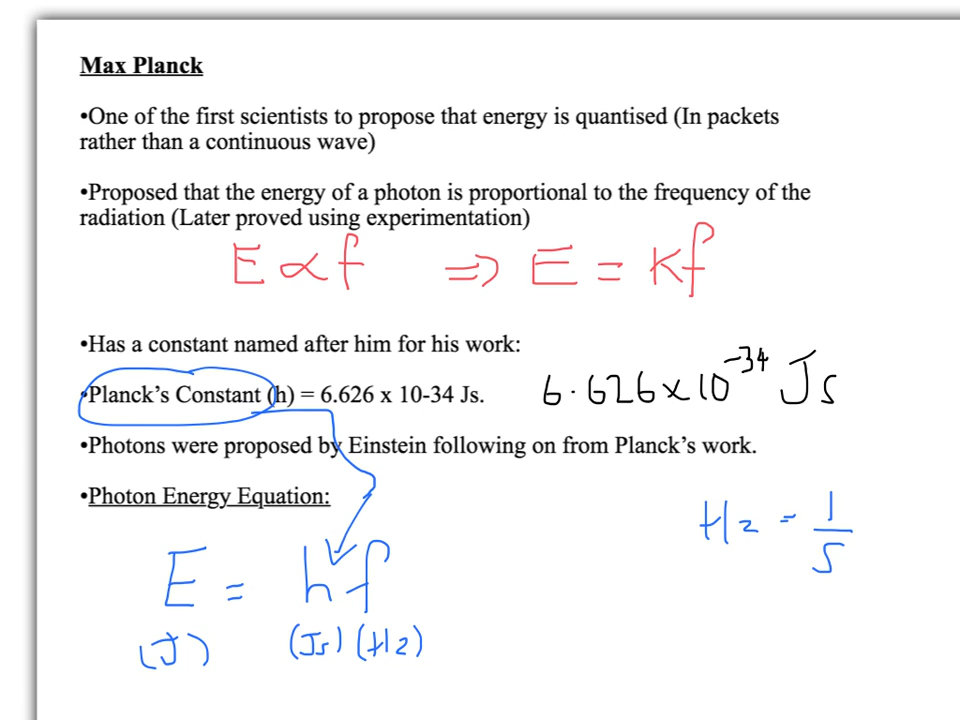 Max Planck
•One of the first scientists to propose that energy is quantised (In packets
rather than a continuous wave)
•Proposed that the energy of a photon is proportional to the frequency of the
radiation (Later proved using experimentation)
E ∝ f ⇒ E = Kf
•Has a constant named after him for his work:
•Planck's Constant (h) = 6.626 x 10-34 Js. 6.626 x 10⁻³⁴ Js
•Photons were proposed by Einstein following on from Planck's work.
•Photon Energy Equation:
Hz = 1/s
E = hf
(J) (Js) (Hz)